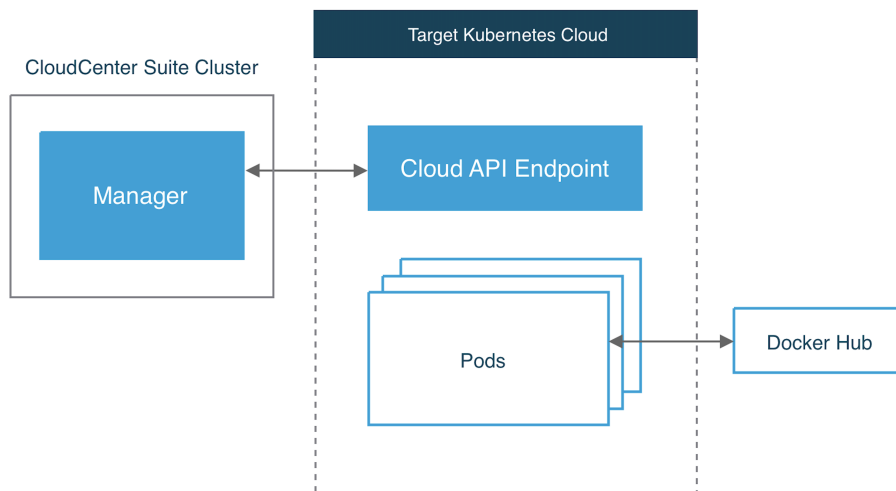 Target Kubernetes Cloud
CloudCenter Suite Cluster
Manager
Cloud API Endpoint
Pods
Docker Hub